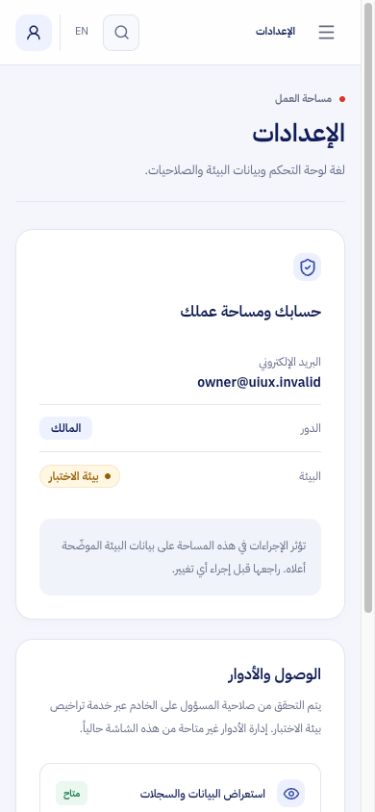 الإعدادات
EN
مساحة العمل
الإعدادات
لغة لوحة التحكم وبيانات البيئة والصلاحيات.
حسابك ومساحة عملك
البريد الإلكتروني
owner@uiux.invalid
الدور
المالك
البيئة
بيئة الاختبار
تؤثر الإجراءات في هذه المساحة على بيانات البيئة الموضّحة
أعلاه. راجعها قبل إجراء أي تغيير.
الوصول والأدوار
يتم التحقق من صلاحية المسؤول على الخادم عبر خدمة تراخيص
بيئة الاختبار. إدارة الأدوار غير متاحة من هذه الشاشة حالياً.
استعراض البيانات والسجلات
متاح